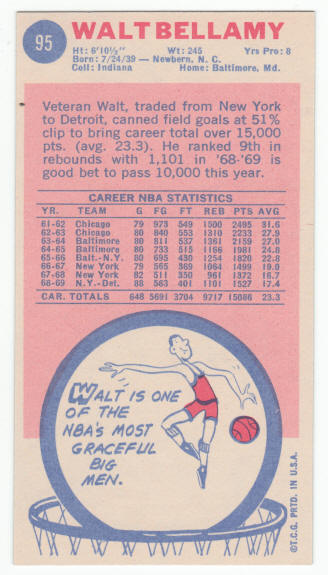 95
WALT BELLAMY
Ht: 6'10½" Wt: 245 Yrs Pro: 8
Born: 7/24/39 — Newbern, N. C.
Coll: Indiana Home: Baltimore, Md.
Veteran Walt, traded from New York
to Detroit, canned field goals at 51%
clip to bring career total over 15,000
pts. (avg. 23.3). He ranked 9th in
rebounds with 1,101 in '68-'69 is
good bet to pass 10,000 this year.
CAREER NBA STATISTICS
YR. TEAM G FG FT REB PTS AVG
61-62 Chicago 79 973 549 1500 2495 31.6
62-63 Chicago 80 840 553 1310 2233 27.9
63-64 Baltimore 80 811 537 1361 2159 27.0
64-65 Baltimore 80 733 515 1166 1981 24.8
65-66 Balt.-N.Y. 80 695 430 1254 1820 22.8
66-67 New York 79 565 369 1064 1499 19.0
67-68 New York 82 511 350 961 1372 16.7
68-69 N.Y.-Det. 88 563 401 1101 1527 17.4
CAR. TOTALS 648 5691 3704 9717 15086 23.3
WALT IS ONE
OF THE
NBA'S MOST
GRACEFUL
BIG
MEN.
©T.C.G. PRTD. IN U.S.A.